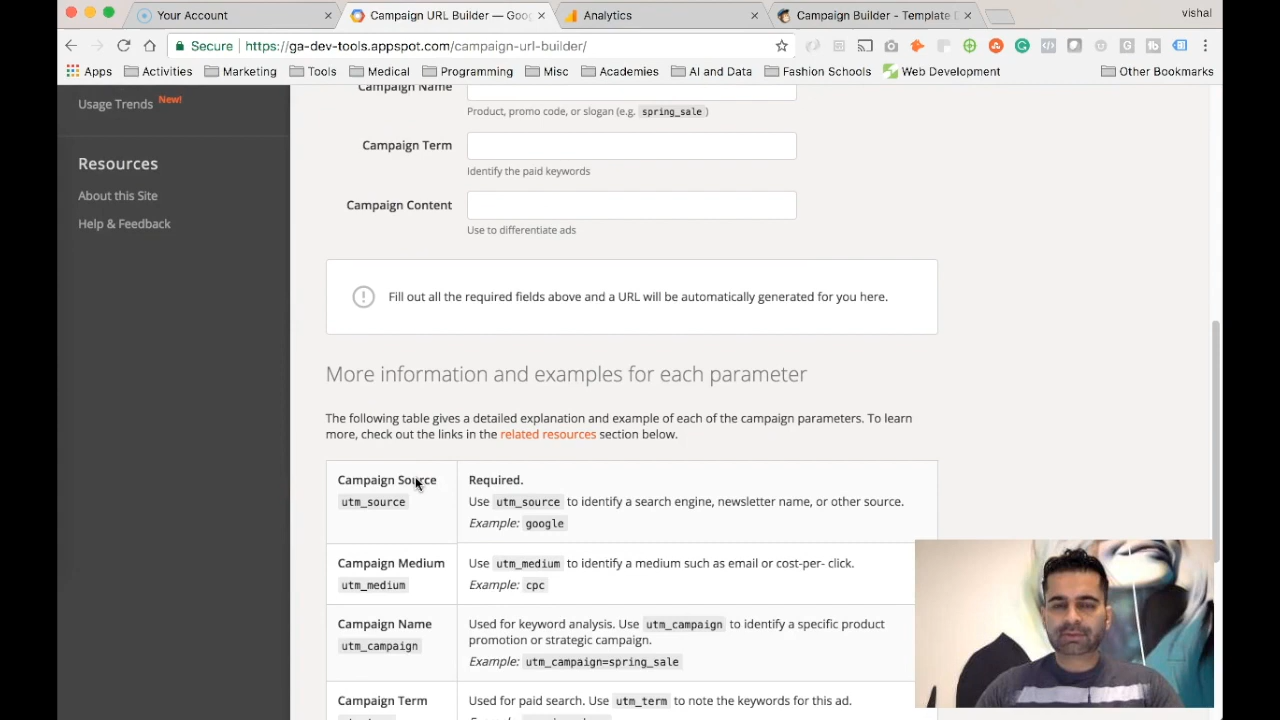 Your Account
Campaign URL Builder — Goo
Analytics
Campaign Builder - Template D
vishal
Secure
https://ga-dev-tools.appspot.com/campaign-url-builder/
Apps
Activities
Marketing
Tools
Medical
Programming
Misc
Academies
AI and Data
Fashion Schools
Web Development
Other Bookmarks
Usage Trends New!
Resources
About this Site
Help & Feedback
Campaign Name
Product, promo code, or slogan (e.g. spring_sale )
Campaign Term
Identify the paid keywords
Campaign Content
Use to differentiate ads
Fill out all the required fields above and a URL will be automatically generated for you here.
More information and examples for each parameter
The following table gives a detailed explanation and example of each of the campaign parameters. To learn
more, check out the links in the related resources section below.
Campaign Source
utm_source
Required.
Use utm_source to identify a search engine, newsletter name, or other source.
Example: google
Campaign Medium
utm_medium
Use utm_medium to identify a medium such as email or cost-per- click.
Example: cpc
Campaign Name
utm_campaign
Used for keyword analysis. Use utm_campaign to identify a specific product
promotion or strategic campaign.
Example: utm_campaign=spring_sale
Campaign Term
Used for paid search. Use utm_term to note the keywords for this ad.